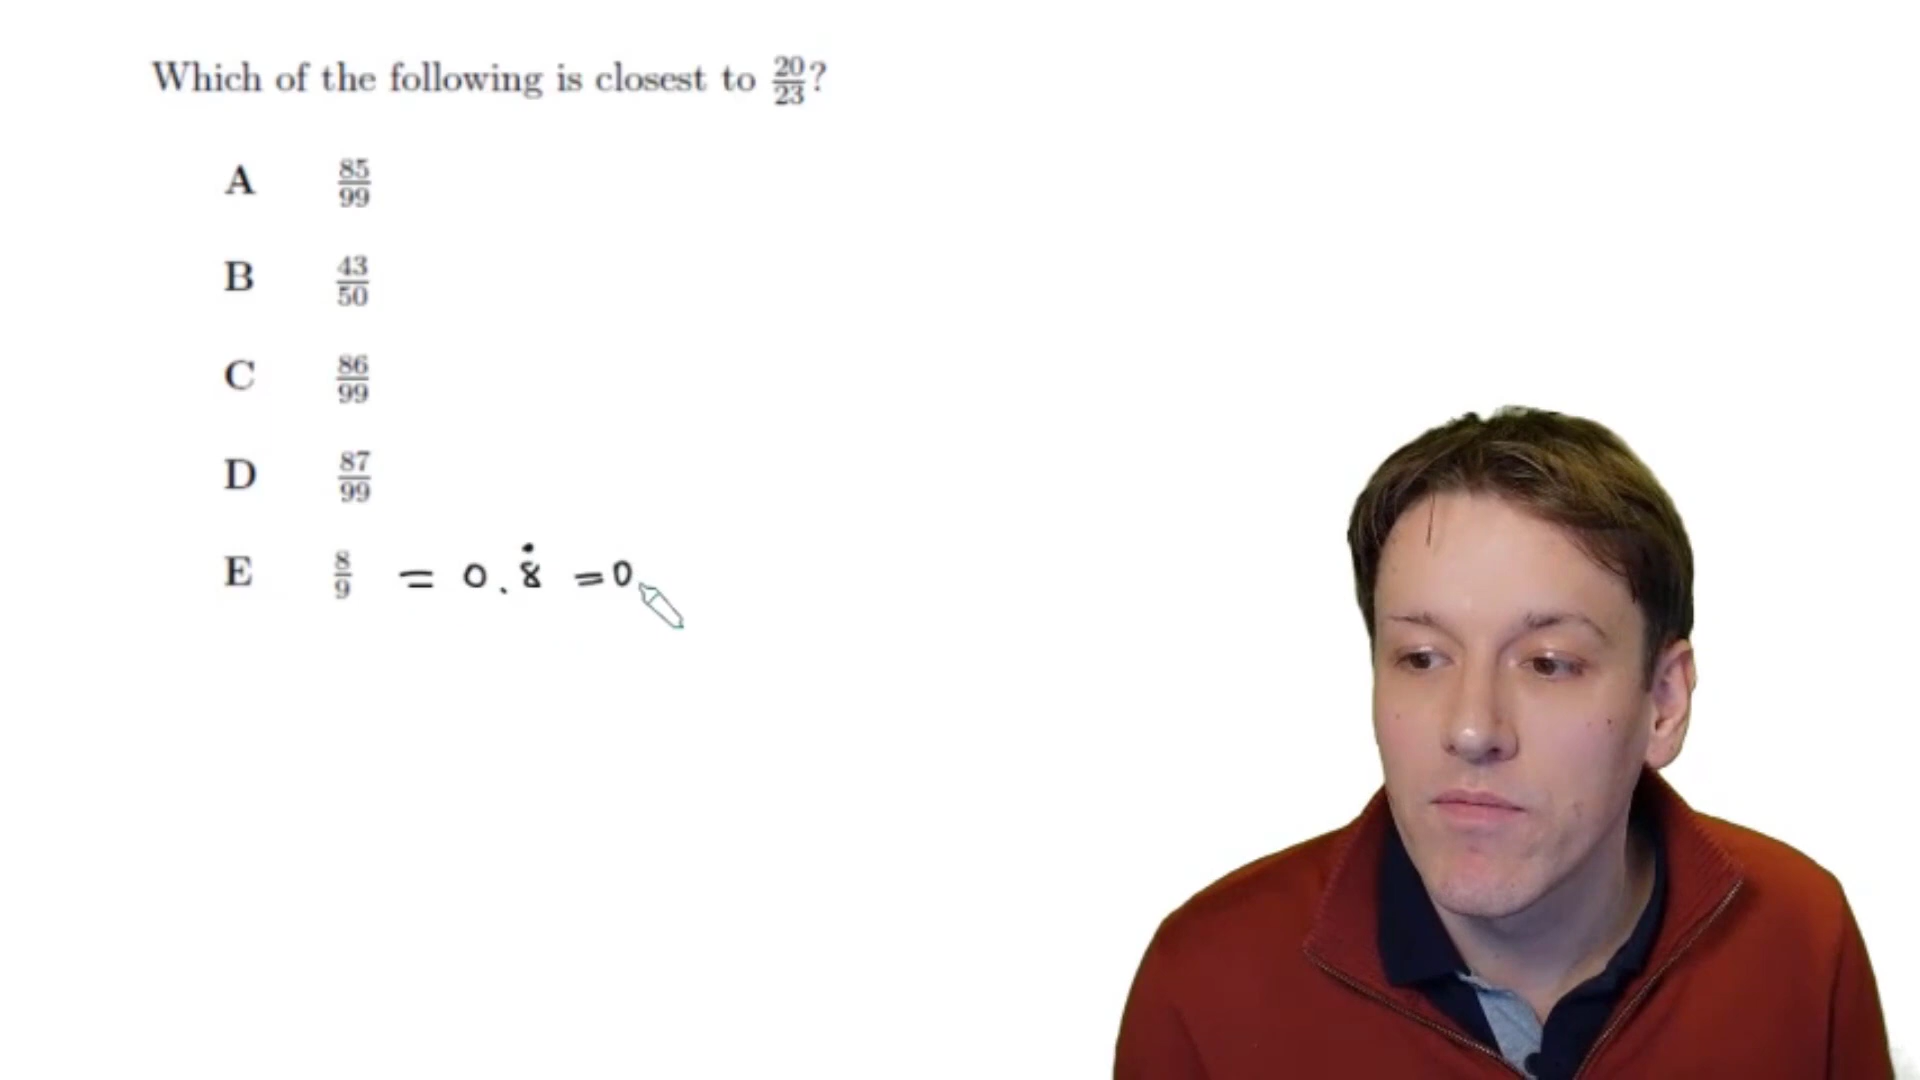 Which of the following is closest to 20/23?
A 85/99
B 43/50
C 86/99
D 87/99
E 8/9 = 0.8̇ = 0